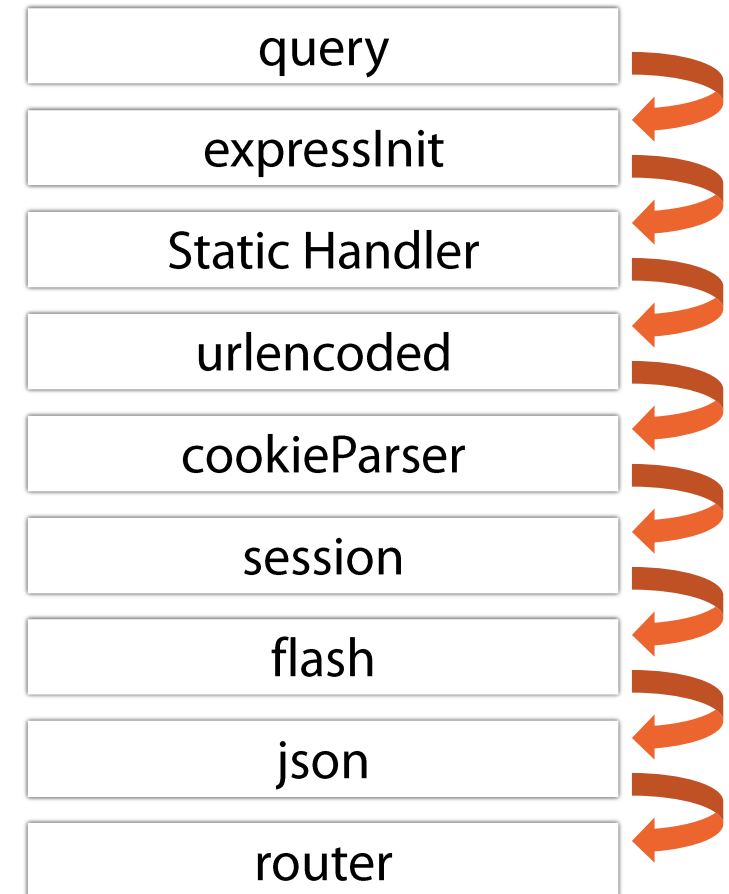 query
expressInit
Static Handler
urlencoded
cookieParser
session
flash
json
router